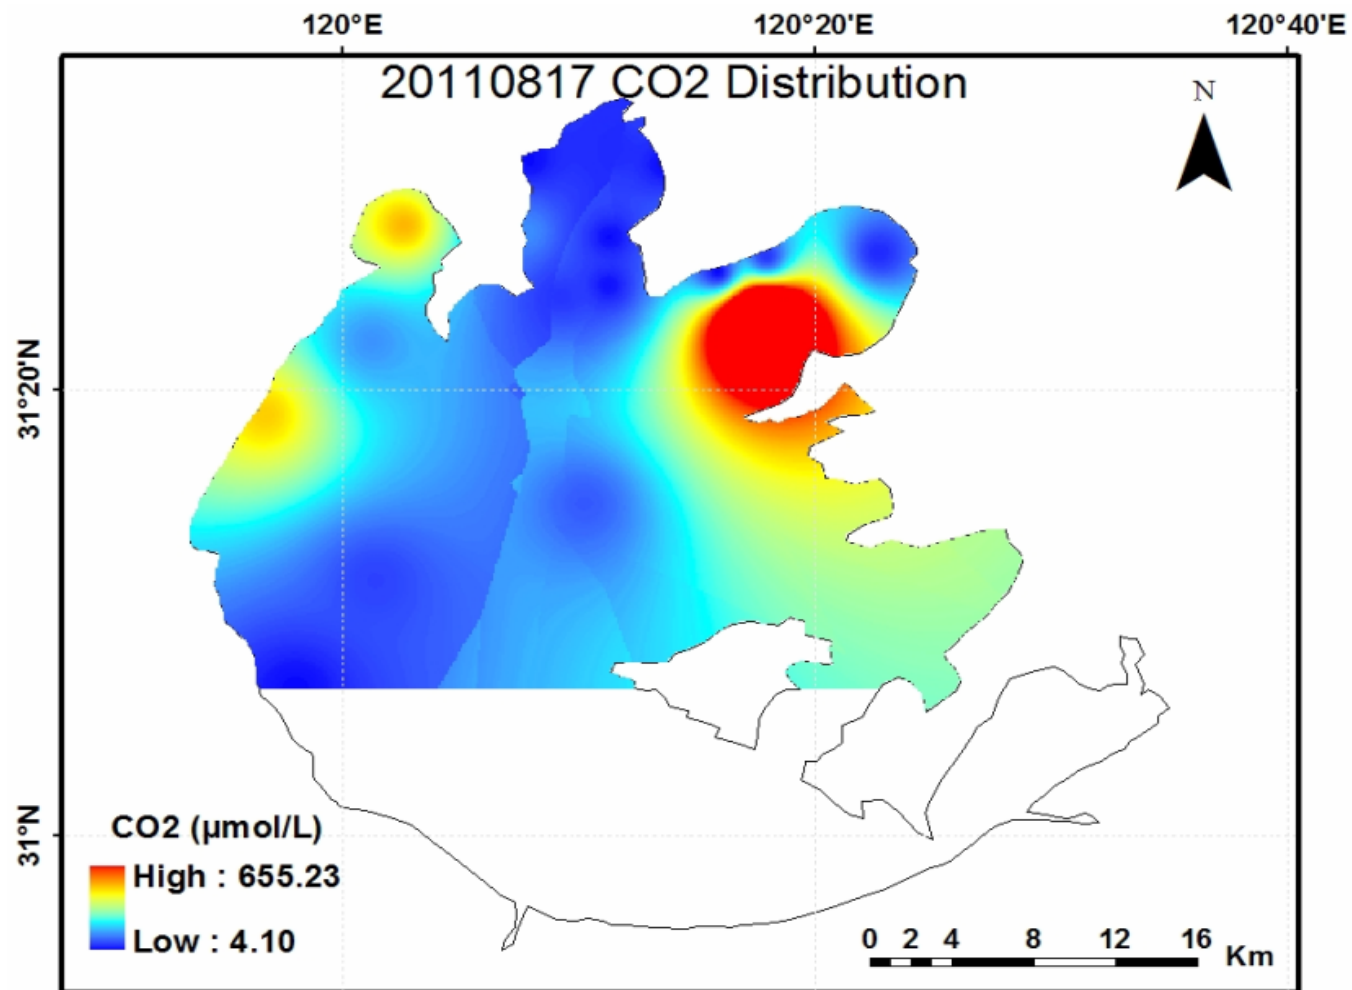 120°E 120°20'E 120°40'E
20110817 CO2 Distribution
N
31°20'N
31°N
CO2 (µmol/L)
High : 655.23
Low : 4.10
0 2 4 8 12 16 Km